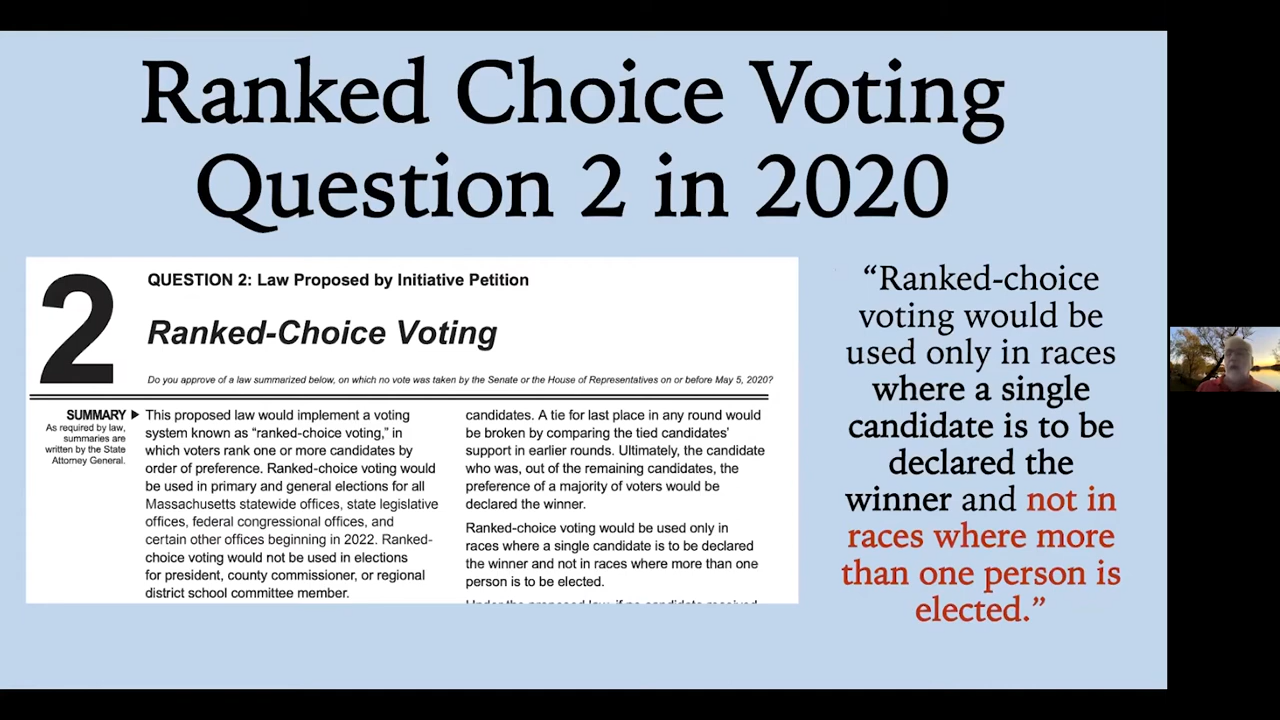 Ranked Choice Voting
Question 2 in 2020
2
QUESTION 2: Law Proposed by Initiative Petition
Ranked-Choice Voting
Do you approve of a law summarized below, on which no vote was taken by the Senate or the House of Representatives on or before May 5, 2020?
SUMMARY ▶
As required by law,
summaries are
written by the State
Attorney General.
This proposed law would implement a voting
system known as “ranked-choice voting,” in
which voters rank one or more candidates by
order of preference. Ranked-choice voting would
be used in primary and general elections for all
Massachusetts statewide offices, state legislative
offices, federal congressional offices, and
certain other offices beginning in 2022. Ranked-
choice voting would not be used in elections
for president, county commissioner, or regional
district school committee member.
candidates. A tie for last place in any round would
be broken by comparing the tied candidates’
support in earlier rounds. Ultimately, the candidate
who was, out of the remaining candidates, the
preference of a majority of voters would be
declared the winner.
Ranked-choice voting would be used only in
races where a single candidate is to be declared
the winner and not in races where more than one
person is to be elected.
“Ranked-choice
voting would be
used only in races
where a single
candidate is to be
declared the
winner and not in
races where more
than one person is
elected.”